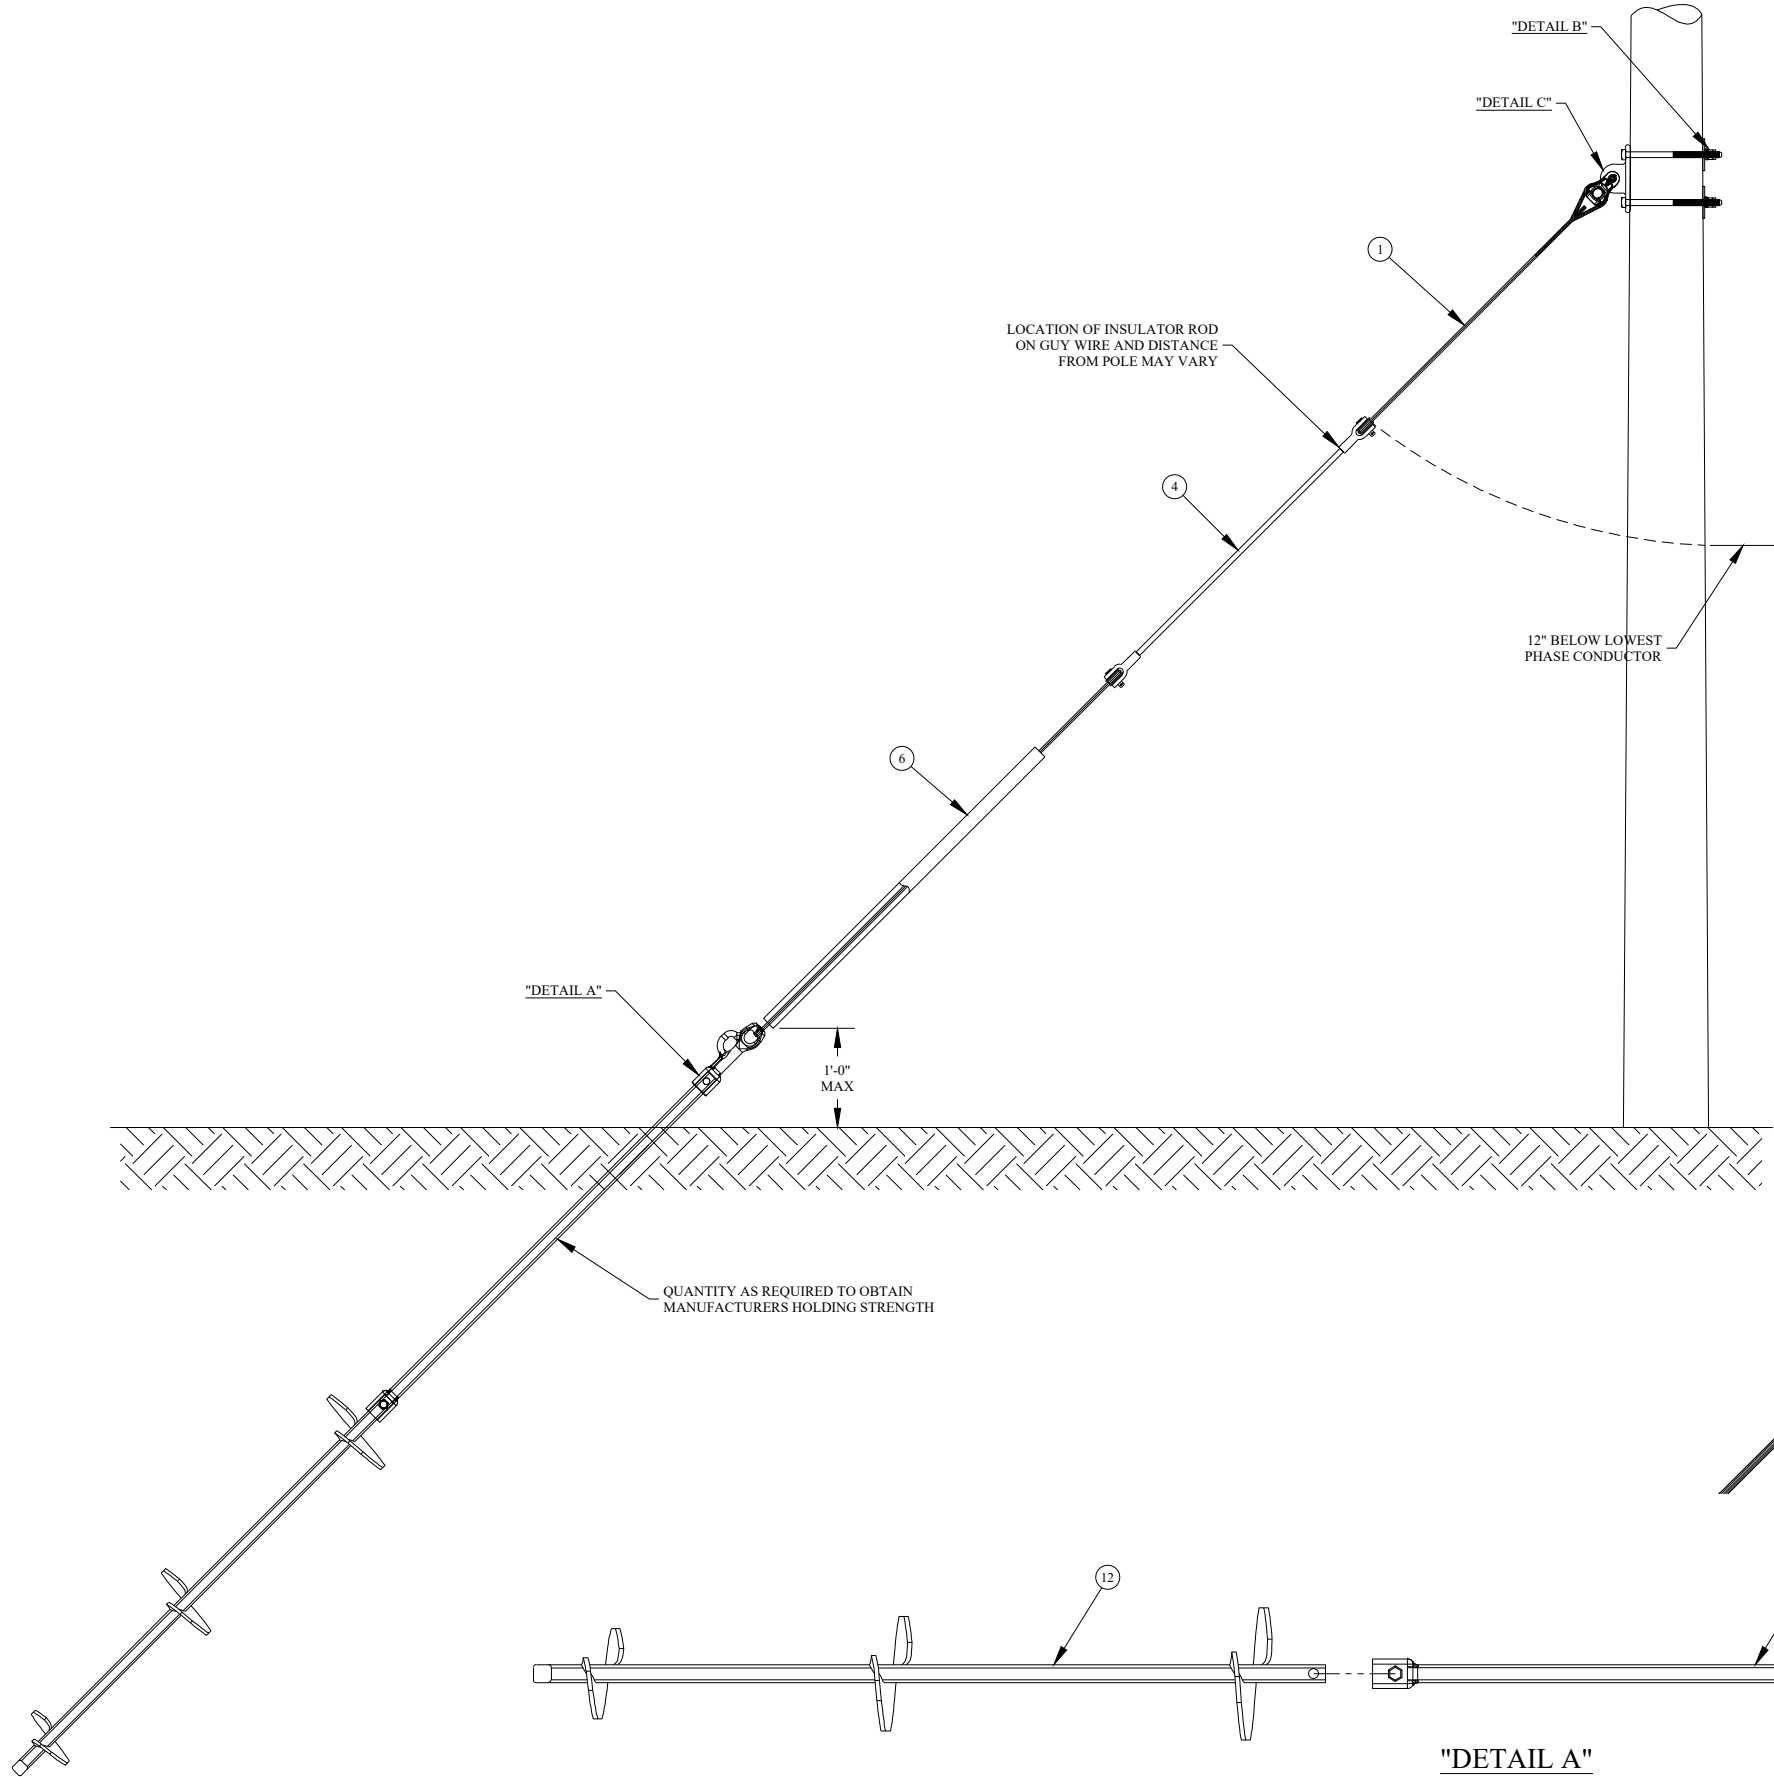 "DETAIL B"
"DETAIL C"
1
LOCATION OF INSULATOR ROD
ON GUY WIRE AND DISTANCE
FROM POLE MAY VARY
4
12" BELOW LOWEST
PHASE CONDUCTOR
6
"DETAIL A"
1'-0"
MAX
QUANTITY AS REQUIRED TO OBTAIN
MANUFACTURERS HOLDING STRENGTH
12
"DETAIL A"